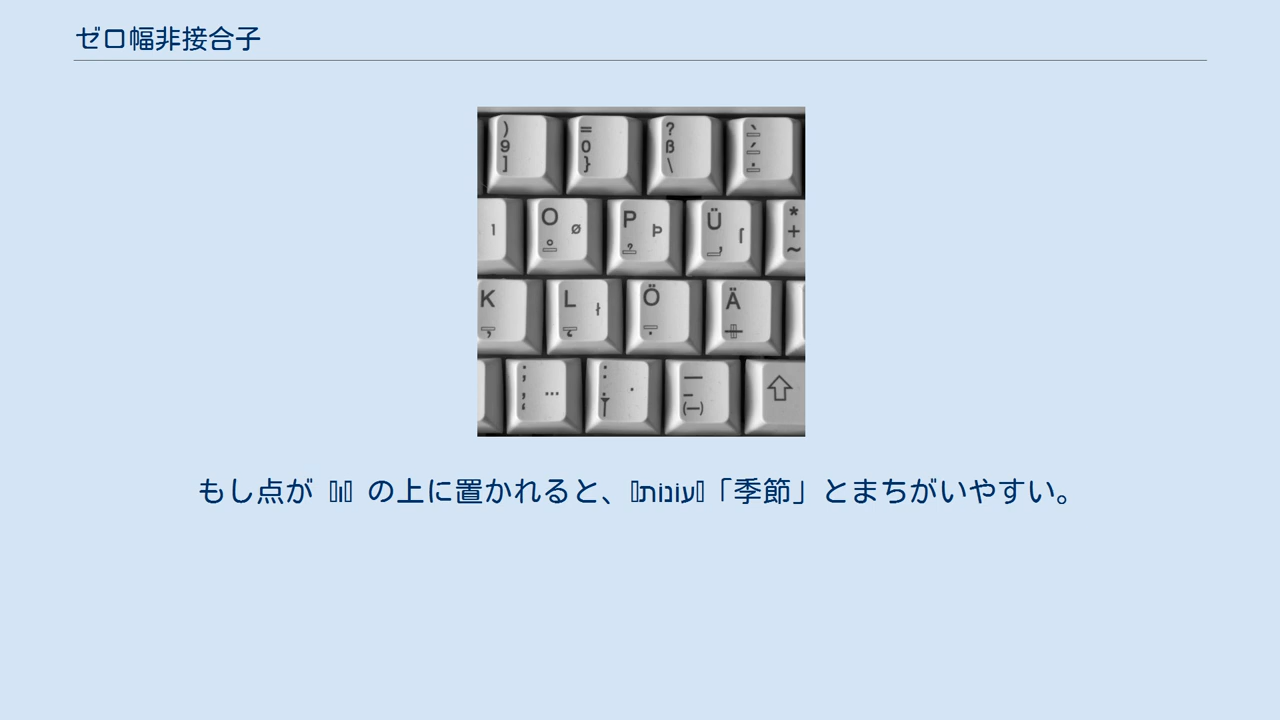 ゼロ幅非接合子
) = ? `
9 0 ß ´
] } \ ˙
ı O ø P Þ Ü ſ *
+
~
K L ł Ö Ä
; … : · —
, . -
‘ (—)
もし点が וֹ の上に置かれると、עונות「季節」とまちがいやすい。